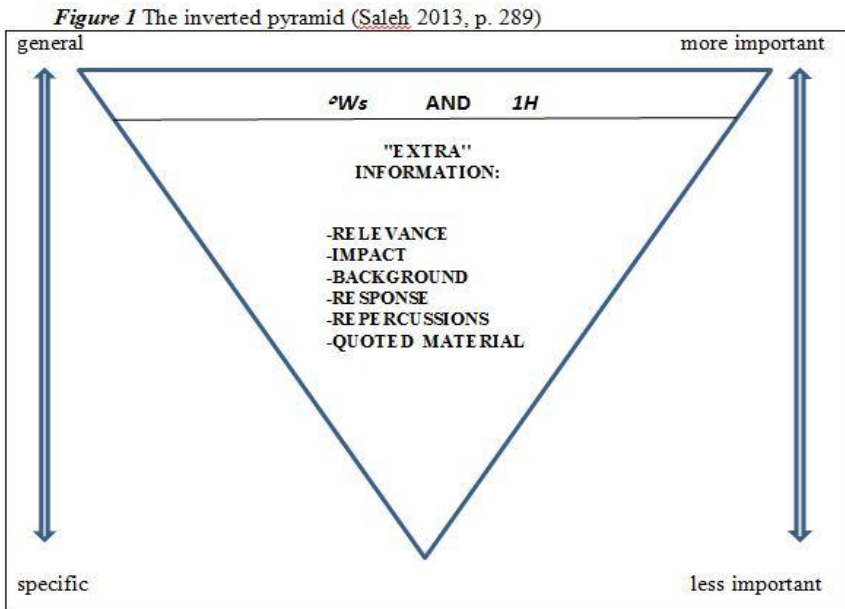 Figure 1 The inverted pyramid (Saleh 2013, p. 289)
general more important
Ws AND 1H
"EXTRA"
INFORMATION:
-RELEVANCE
-IMPACT
-BACKGROUND
-RESPONSE
-REPERCUSSIONS
-QUOTED MATERIAL
specific less important